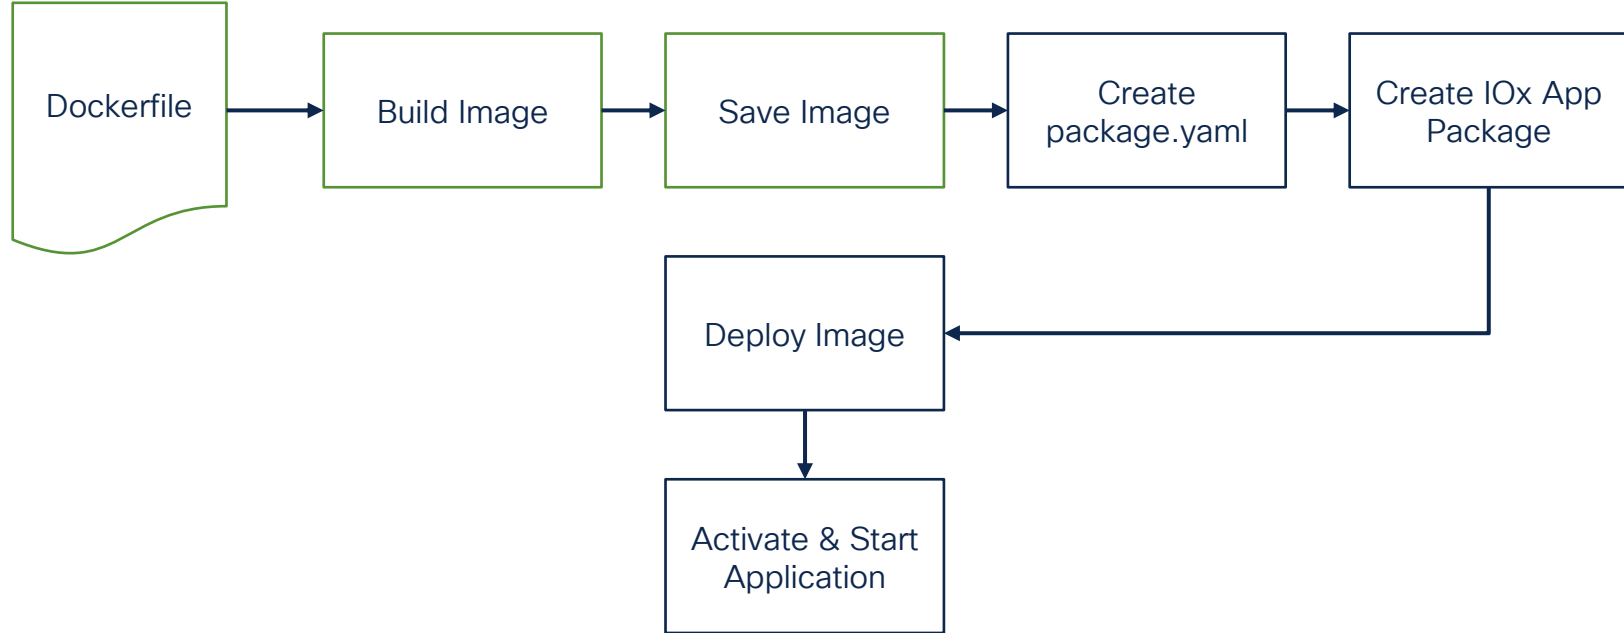 Dockerfile
Build Image
Save Image
Create
package.yaml
Create IOx App
Package
Deploy Image
Activate & Start
Application